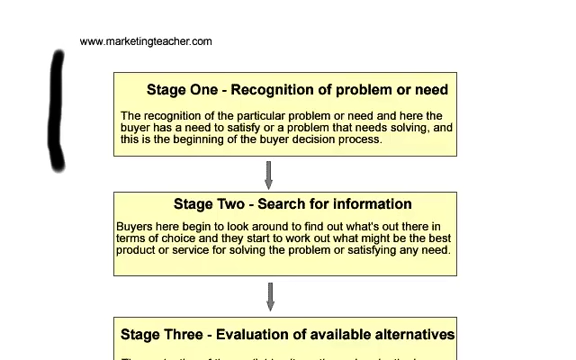 www.marketingteacher.com
Stage One - Recognition of problem or need
The recognition of the particular problem or need and here the
buyer has a need to satisfy or a problem that needs solving, and
this is the beginning of the buyer decision process.
Stage Two - Search for information
Buyers here begin to look around to find out what's out there in
terms of choice and they start to work out what might be the best
product or service for solving the problem or satisfying any need.
Stage Three - Evaluation of available alternatives